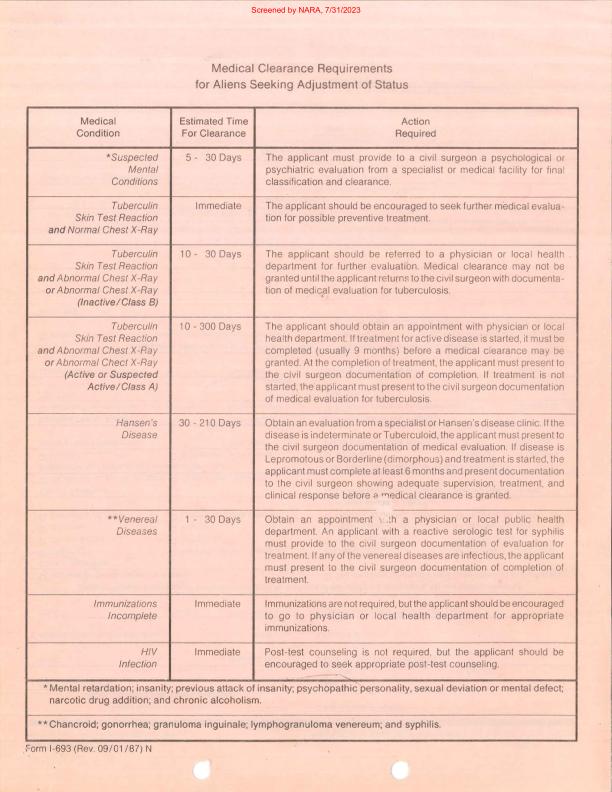 Screened by NARA, 7/31/2023
Medical Clearance Requirements
for Aliens Seeking Adjustment of Status
Medical
Condition
Estimated Time
For Clearance
Action
Required
*Suspected
Mental
Conditions
5 - 30 Days
The applicant must provide to a civil surgeon a psychological or
psychiatric evaluation from a specialist or medical facility for final
classification and clearance.
Tuberculin
Skin Test Reaction
and Normal Chest X-Ray
Immediate
The applicant should be encouraged to seek further medical evalua-
tion for possible preventive treatment.
Tuberculin
Skin Test Reaction
and Abnormal Chest X-Ray
or Abnormal Chest X-Ray
(Inactive/Class B)
10 - 30 Days
The applicant should be referred to a physician or local health
department for further evaluation. Medical clearance may not be
granted until the applicant returns to the civil surgeon with documenta-
tion of medical evaluation for tuberculosis.
Tuberculin
Skin Test Reaction
and Abnormal Chest X-Ray
or Abnormal Chest X-Ray
(Active or Suspected
Active/Class A)
10 - 300 Days
The applicant should obtain an appointment with physician or local
health department. If treatment for active disease is started, it must be
completed (usually 9 months) before a medical clearance may be
granted. At the completion of treatment, the applicant must present to
the civil surgeon documentation of completion. If treatment is not
started, the applicant must present to the civil surgeon documentation
of medical evaluation for tuberculosis.
Hansen's
Disease
30 - 210 Days
Obtain an evaluation from a specialist or Hansen's disease clinic. If the
disease is indeterminate or Tuberculoid, the applicant must present to
the civil surgeon documentation of medical evaluation. If disease is
Lepromotous or Borderline (dimorphous) and treatment is started, the
applicant must complete at least 6 months and present documentation
to the civil surgeon showing adequate supervision, treatment, and
clinical response before a medical clearance is granted.
**Venereal
Diseases
1 - 30 Days
Obtain an appointment with a physician or local public health
department. An applicant with a reactive serologic test for syphilis
must provide to the civil surgeon documentation of evaluation for
treatment. If any of the venereal diseases are infectious, the applicant
must present to the civil surgeon documentation of completion of
treatment.
Immunizations
Incomplete
Immediate
Immunizations are not required, but the applicant should be encouraged
to go to physician or local health department for appropriate
immunizations.
HIV
Infection
Immediate
Post-test counseling is not required, but the applicant should be
encouraged to seek appropriate post-test counseling.
* Mental retardation; insanity; previous attack of insanity; psychopathic personality, sexual deviation or mental defect;
narcotic drug addition; and chronic alcoholism.
** Chancroid; gonorrhea; granuloma inguinale; lymphogranuloma venereum; and syphilis.
Form I-693 (Rev. 09/01/87) N